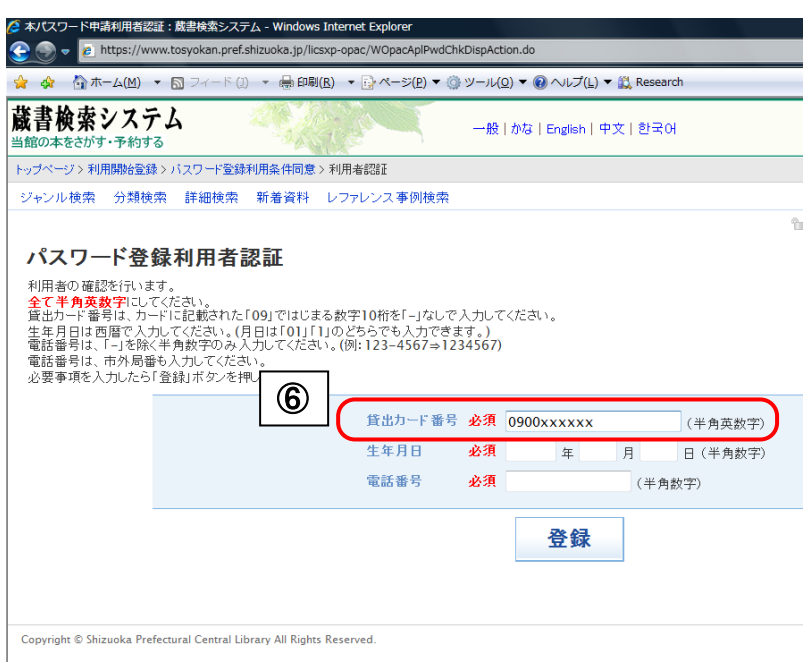 本パスワード申請利用者認証：蔵書検索システム - Windows Internet Explorer
https://www.tosyokan.pref.shizuoka.jp/licsxp-opac/WOpacAplPwdChkDispAction.do
ホーム(M) フィード(J) 印刷(R) ページ(P) ツール(O) ヘルプ(L) Research
蔵書検索システム
当館の本をさがす・予約する
一般 | かな | English | 中文 | 한국어
トップページ > 利用開始登録 > パスワード登録利用条件同意 > 利用者認証
ジャンル検索 分類検索 詳細検索 新着資料 レファレンス事例検索
パスワード登録利用者認証
利用者の確認を行います。
全て半角英数字にしてください。
貸出カード番号は、カードに記載された「09」ではじまる数字10桁を「-」なしで入力してください。
生年月日は西暦で入力してください。(月日は「01」「1」のどちらでも入力できます。)
電話番号は、「-」を除く半角数字のみ入力してください。(例: 123-4567⇒1234567)
電話番号は、市外局番も入力してください。
必要事項を入力したら「登録」ボタンを押し
⑥
貸出カード番号 必須 0900xxxxxx (半角英数字)
生年月日 必須 年 月 日 (半角数字)
電話番号 必須 (半角数字)
登録
Copyright © Shizuoka Prefectural Central Library All Rights Reserved.